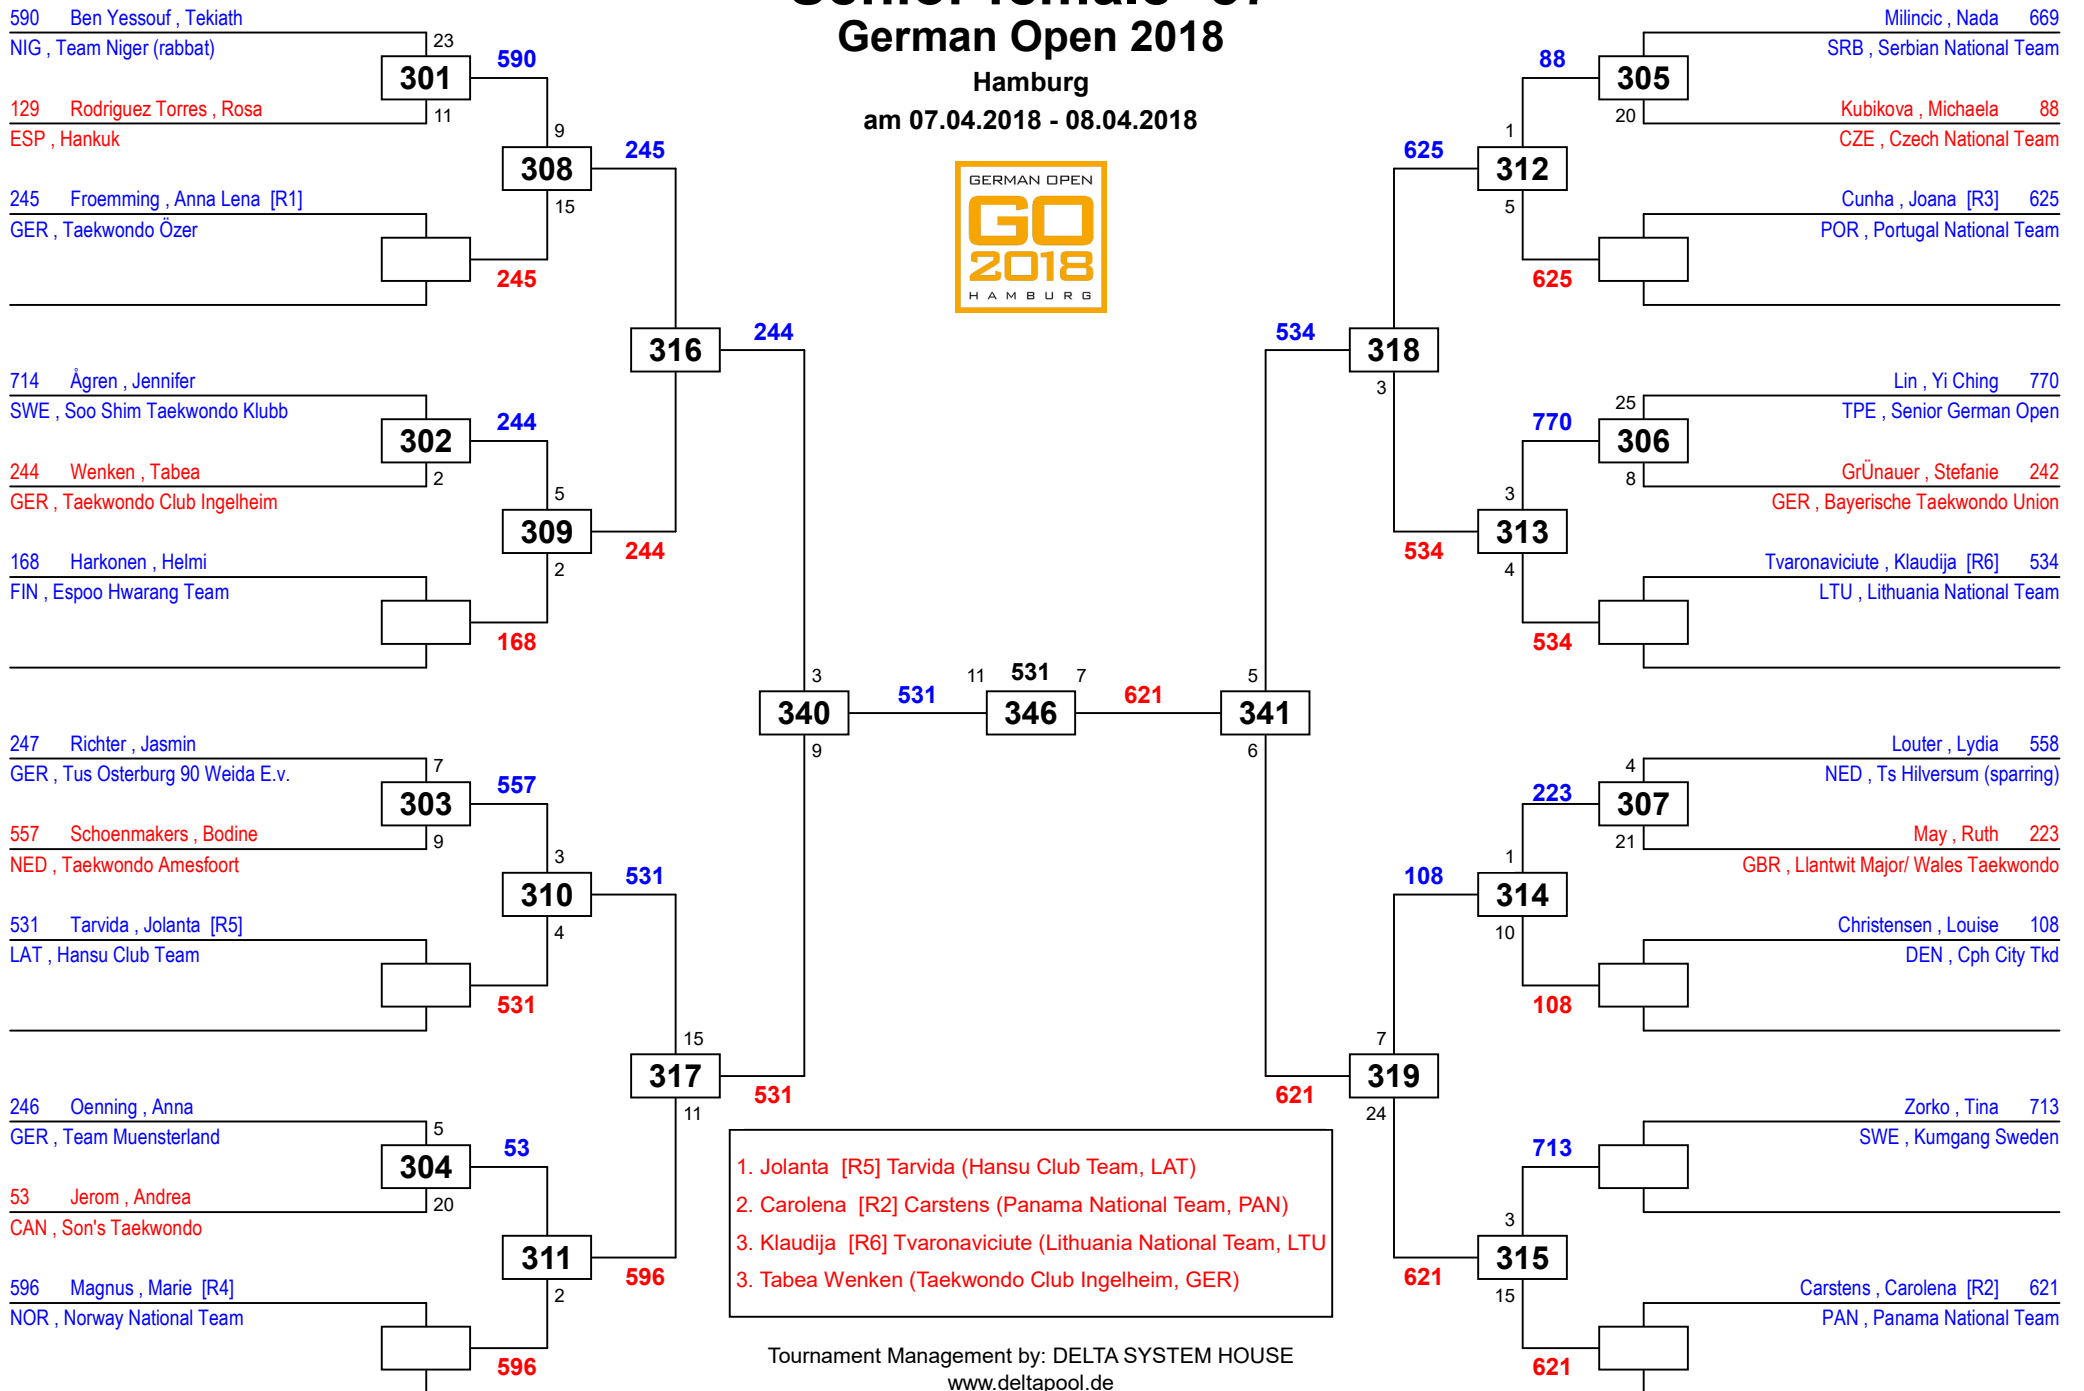 Senior female -57
German Open 2018
Hamburg
am 07.04.2018 - 08.04.2018
GERMAN OPEN
GO
2018
HAMBURG
590 Ben Yessouf , Tekiath
NIG , Team Niger (rabbat)
23
301
590
11
129 Rodriguez Torres , Rosa
ESP , Hankuk
9
308
245
15
245 Froemming , Anna Lena [R1]
GER , Taekwondo Özer
245
316
244
714 Ågren , Jennifer
SWE , Soo Shim Taekwondo Klubb
302
244
2
244 Wenken , Tabea
GER , Taekwondo Club Ingelheim
5
309
244
2
168 Harkonen , Helmi
FIN , Espoo Hwarang Team
168
3
340
531
9
247 Richter , Jasmin
GER , Tus Osterburg 90 Weida E.v.
7
303
557
9
557 Schoenmakers , Bodine
NED , Taekwondo Amesfoort
3
310
531
4
531 Tarvida , Jolanta [R5]
LAT , Hansu Club Team
531
15
317
531
11
246 Oenning , Anna
GER , Team Muensterland
5
304
53
20
53 Jerom , Andrea
CAN , Son's Taekwondo
311
596
2
596 Magnus , Marie [R4]
NOR , Norway National Team
596
11 531 7
346
Milincic , Nada 669
SRB , Serbian National Team
88
305
20
Kubikova , Michaela 88
CZE , Czech National Team
1
625
312
5
Cunha , Joana [R3] 625
POR , Portugal National Team
625
534
318
3
Lin , Yi Ching 770
TPE , Senior German Open
25
770
306
8
GrÜnauer , Stefanie 242
GER , Bayerische Taekwondo Union
3
534
313
4
Tvaronaviciute , Klaudija [R6] 534
LTU , Lithuania National Team
534
5
621
341
6
Louter , Lydia 558
NED , Ts Hilversum (sparring)
4
223
307
21
May , Ruth 223
GBR , Llantwit Major/ Wales Taekwondo
1
108
314
10
Christensen , Louise 108
DEN , Cph City Tkd
108
7
621
319
24
Zorko , Tina 713
SWE , Kumgang Sweden
713
3
621
315
15
Carstens , Carolena [R2] 621
PAN , Panama National Team
621
1. Jolanta [R5] Tarvida (Hansu Club Team, LAT)
2. Carolena [R2] Carstens (Panama National Team, PAN)
3. Klaudija [R6] Tvaronaviciute (Lithuania National Team, LTU
3. Tabea Wenken (Taekwondo Club Ingelheim, GER)
Tournament Management by: DELTA SYSTEM HOUSE
www.deltapool.de